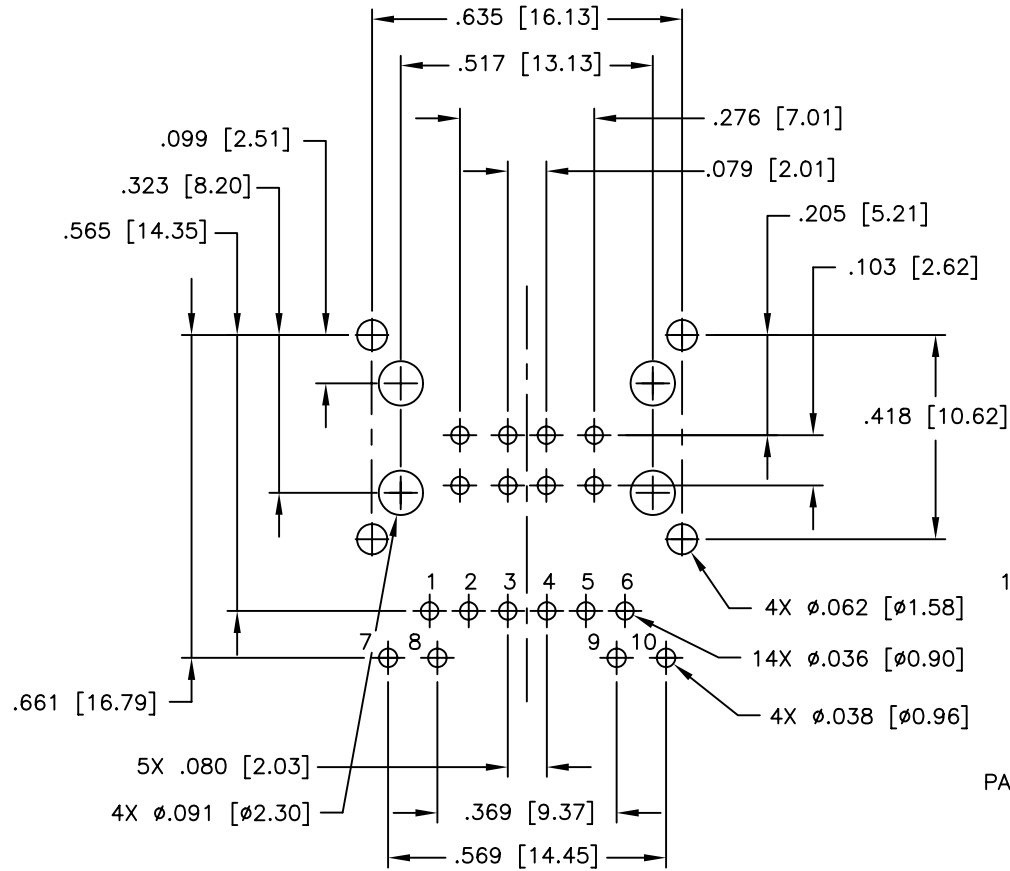 .635 [16.13]
.517 [13.13]
.276 [7.01]
.099 [2.51]
.079 [2.01]
.323 [8.20]
.205 [5.21]
.565 [14.35]
.103 [2.62]
.418 [10.62]
1 2 3 4 5 6
1
4X ø.062 [ø1.58]
7 8 9 10
14X ø.036 [ø0.90]
.661 [16.79]
4X ø.038 [ø0.96]
5X .080 [2.03]
PA
4X ø.091 [ø2.30]
.369 [9.37]
.569 [14.45]